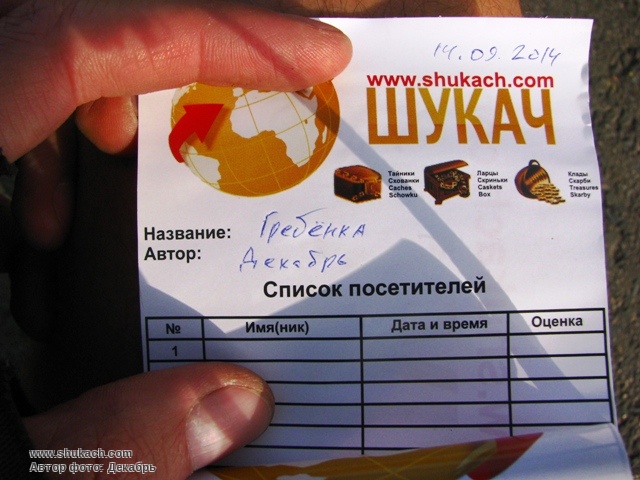 14.09.2014
www.shukach.com
ШУКАЧ
Тайники
Схованки
Caches
Schowku
Ларцы
Скриньки
Caskets
Box
Клады
Скарби
Treasures
Skarby
Название: Гребёнка
Автор: Декабрь
Список посетителей
№ Имя(ник) Дата и время Оценка
1
www.shukach.com
Автор фото: Декабрь